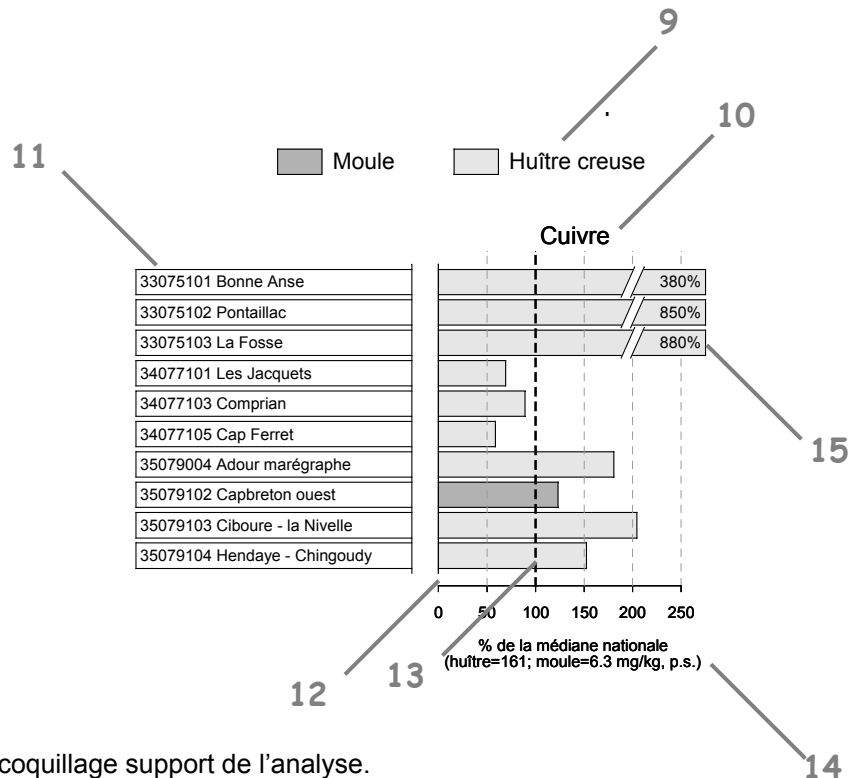 9
10
11
Moule
Huître creuse
Cuivre
33075101 Bonne Anse
380%
33075102 Pontaillac
850%
33075103 La Fosse
880%
34077101 Les Jacquets
34077103 Comprian
34077105 Cap Ferret
15
35079004 Adour marégraphe
35079102 Capbreton ouest
35079103 Ciboure - la Nivelle
35079104 Hendaye - Chingoudy
0 50 100 150 200 250
% de la médiane nationale
(huître=161; moule=6.3 mg/kg, p.s.)
12
13
14
coquillage support de l'analyse.